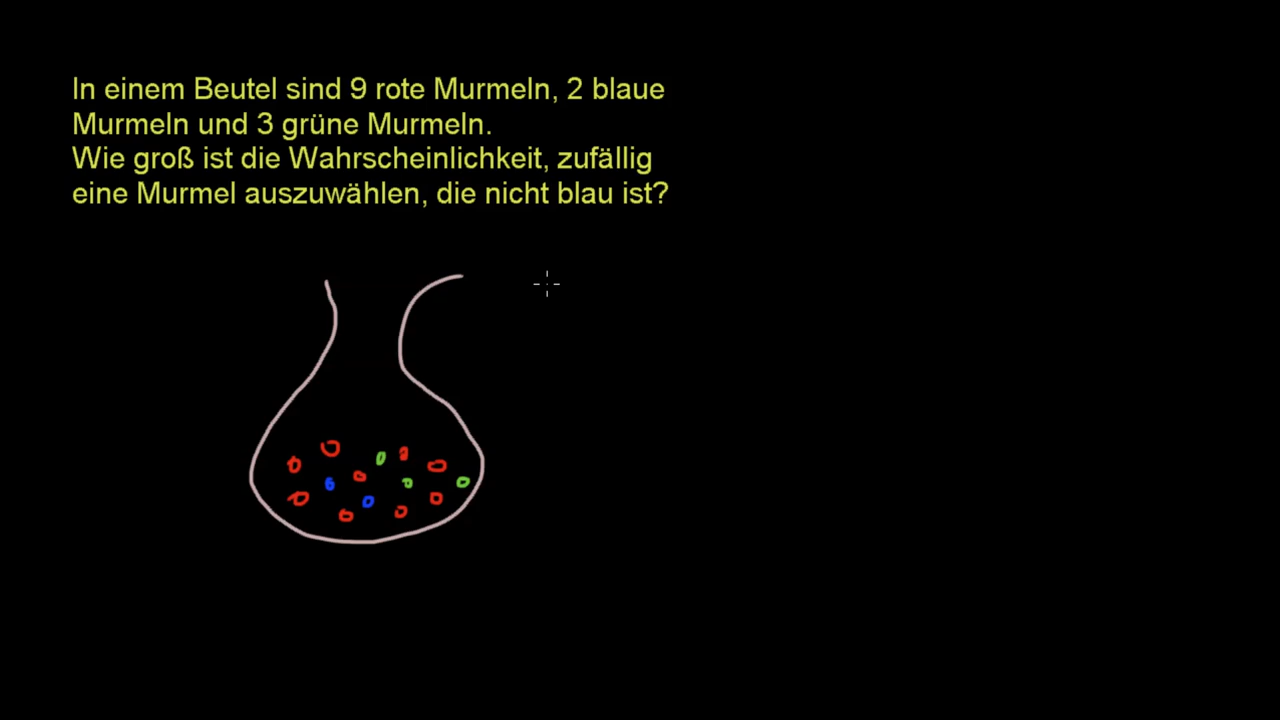 In einem Beutel sind 9 rote Murmeln, 2 blaue
Murmeln und 3 grüne Murmeln.
Wie groß ist die Wahrscheinlichkeit, zufällig
eine Murmel auszuwählen, die nicht blau ist?